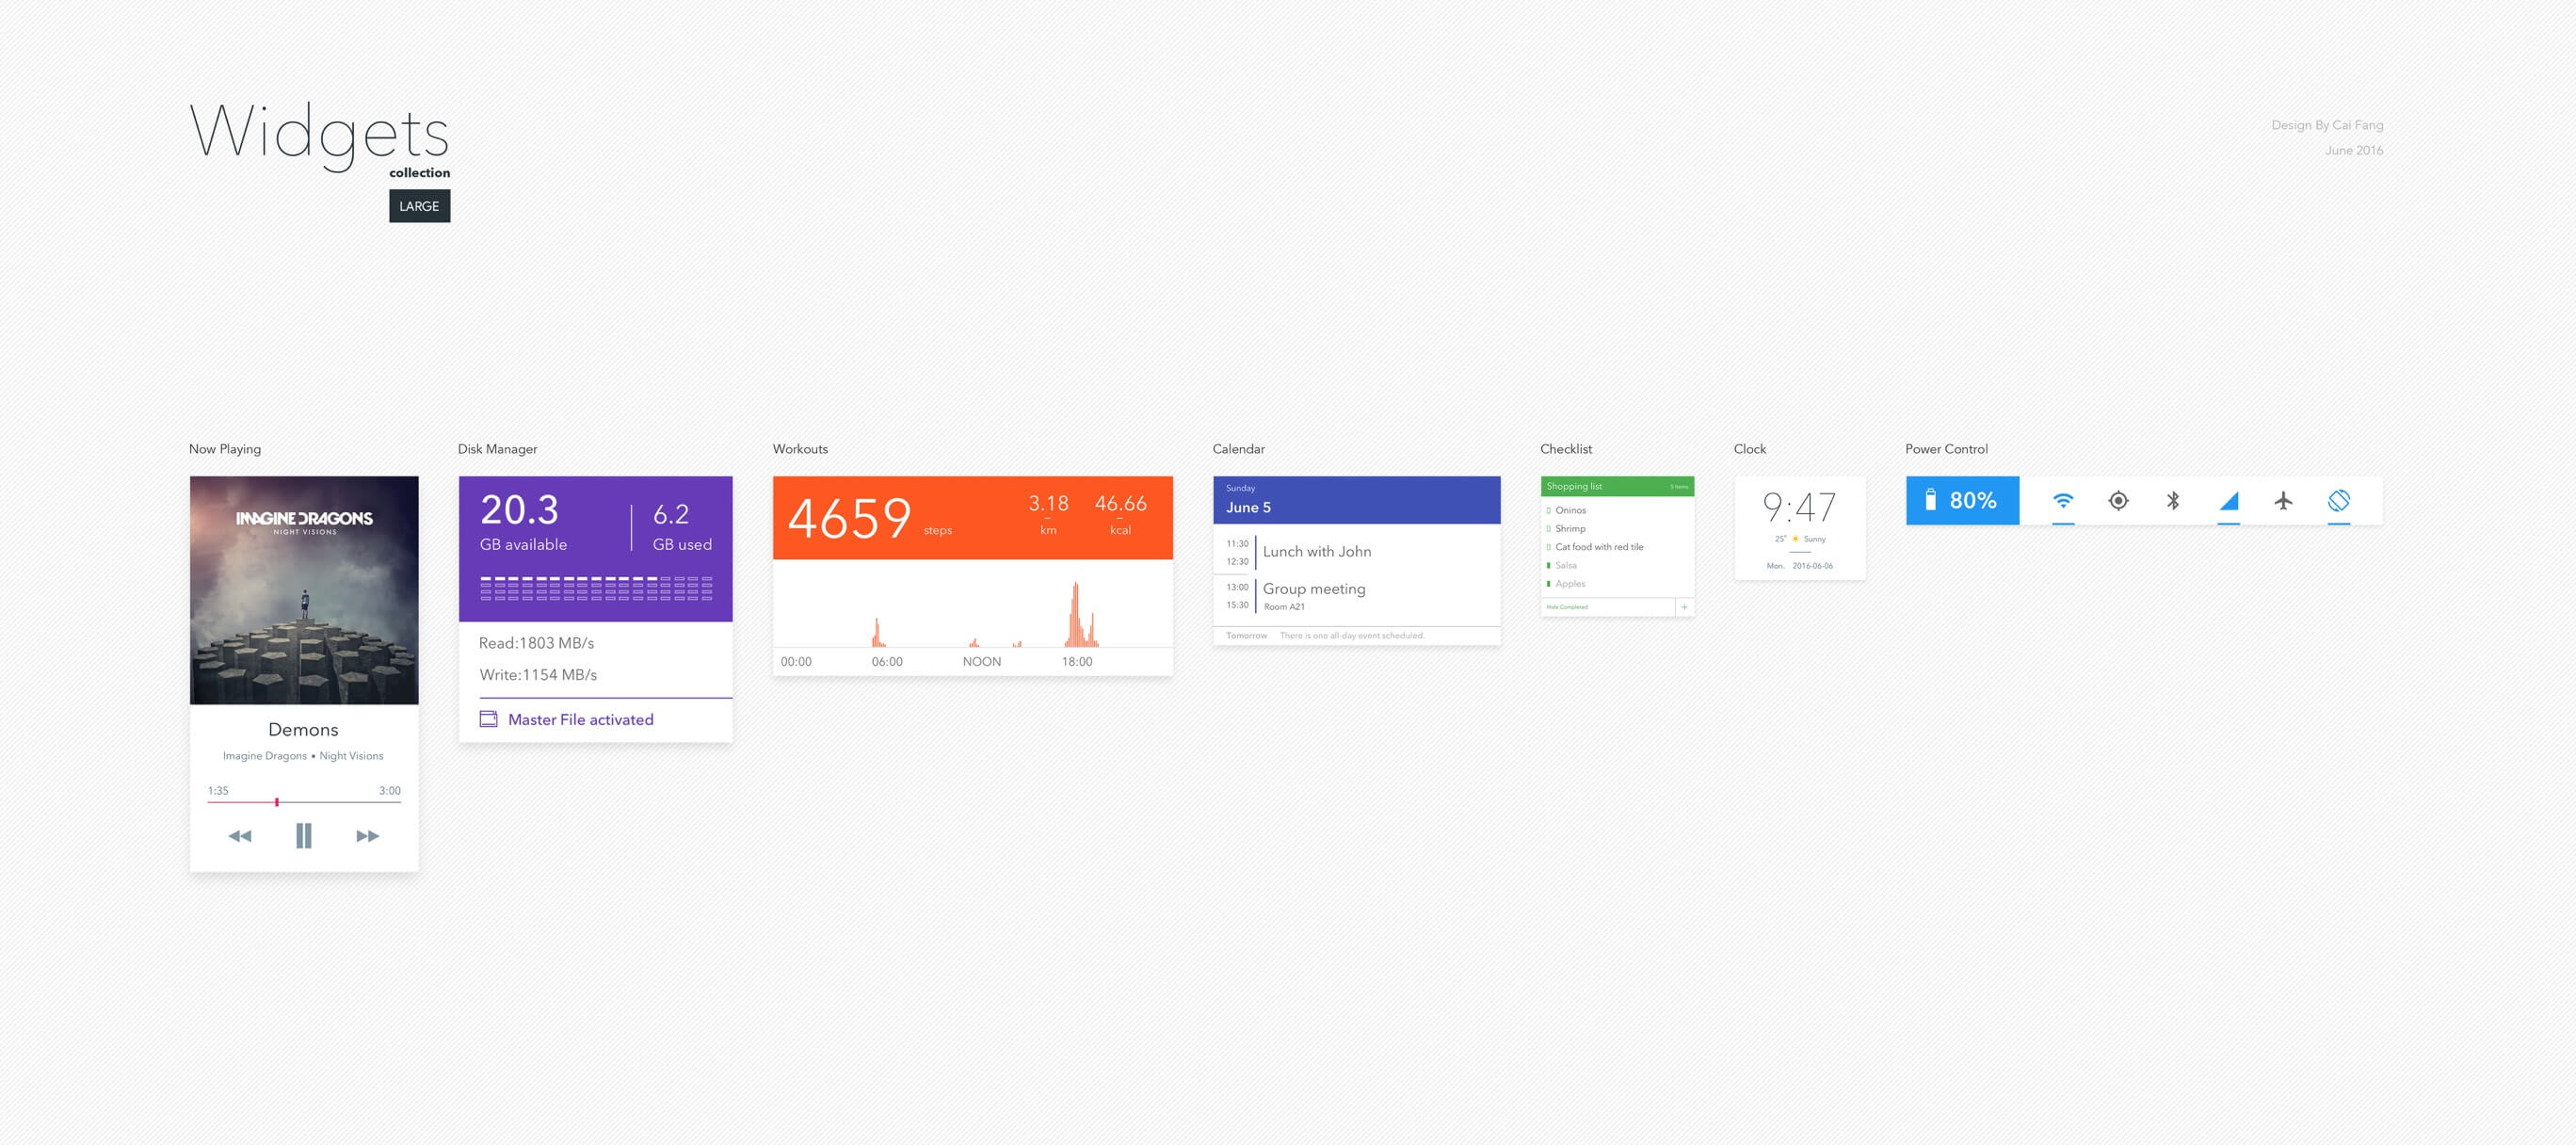 Widgets
collection
LARGE
Design By Cai Fang
June 2016
Now Playing
IMAGINE DRAGONS
NIGHT VISIONS
Demons
Imagine Dragons • Night Visions
1:35 3:00
Disk Manager
20.3
GB available
6.2
GB used
Read:1803 MB/s
Write:1154 MB/s
Master File activated
Workouts
4659 steps
3.18
km
46.66
kcal
00:00 06:00 NOON 18:00
Calendar
Sunday
June 5
11:30
12:30
Lunch with John
13:00
15:30
Group meeting
Room A21
Tomorrow There is one all-day event scheduled.
Checklist
Shopping list 5 items
Oninos
Shrimp
Cat food with red tile
Salsa
Apples
Hide Completed
Clock
9:47
25° Sunny
Mon. 2016-06-06
Power Control
80%